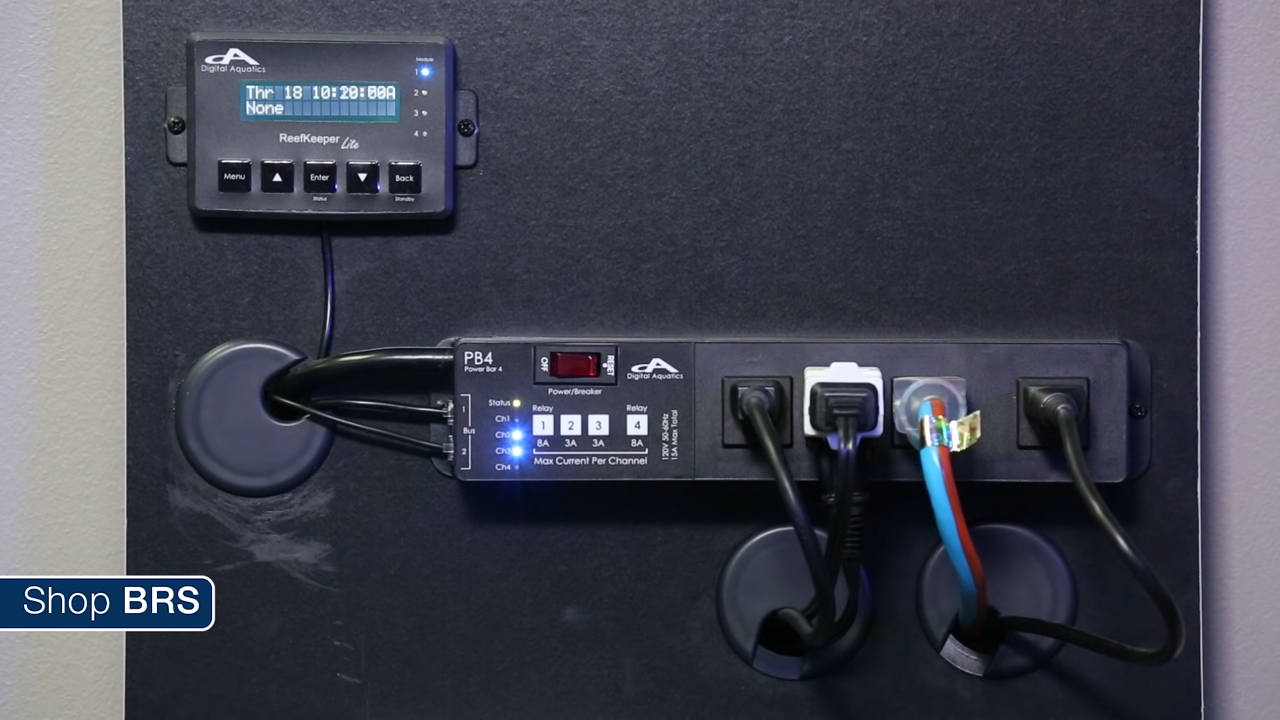 dA
Digital Aquatics
Module
1
Thr 18 10:20:50A
None
2
3
4
ReefKeeper Lite
Menu ▲ Enter ▼ Back
Status Standby
PB4
Power Bar 4
OFF
RESET
Power/Breaker
dA
Digital Aquatics
Status
Ch1
Ch2
Ch3
Ch4
1
Bus
2
Relay Relay
1 2 3 4
8A 3A 3A 8A
Max Current Per Channel
120V 50-60Hz
15A Max Total
Shop BRS